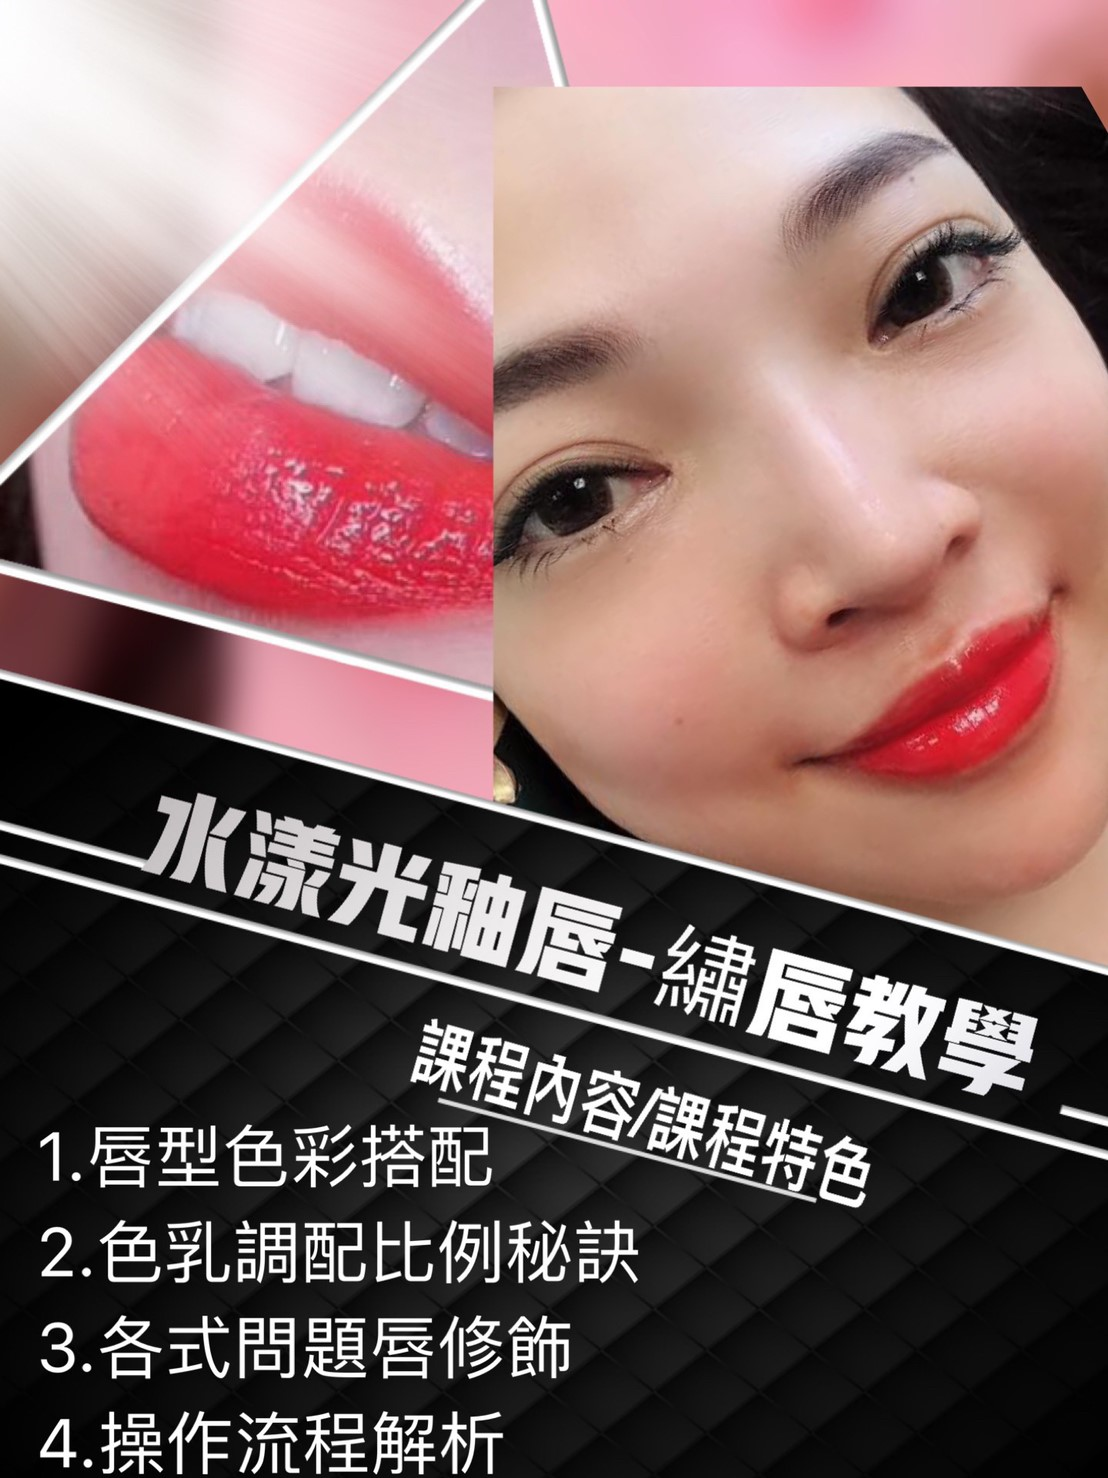 水漾光釉唇-繡唇教學
課程內容/課程特色
1.唇型色彩搭配
2.色乳調配比例秘訣
3.各式問題唇修飾
4.操作流程解析